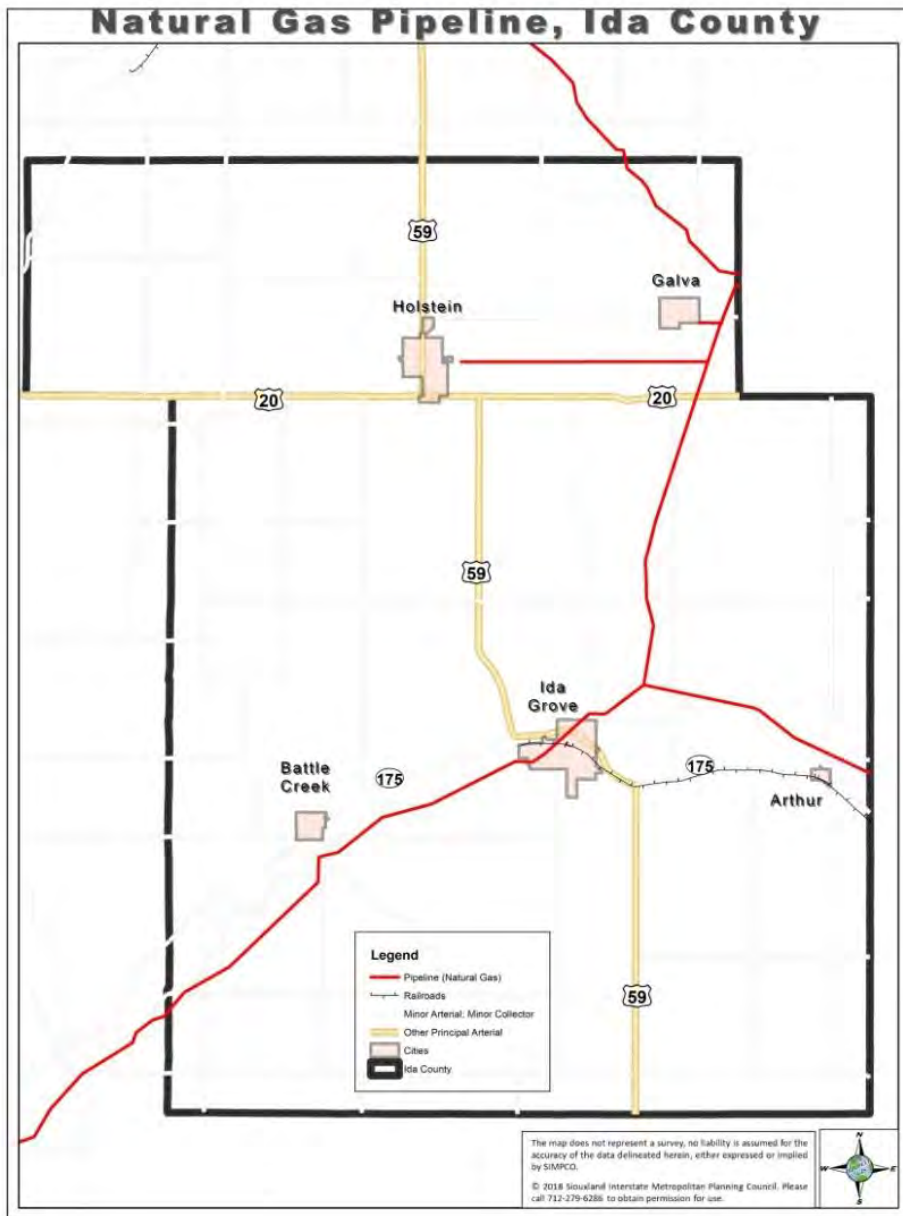 Natural Gas Pipeline, Ida County
59
Galva
Holstein
20
20
59
Ida
Grove
Battle
Creek
175
175
Arthur
Legend
Pipeline (Natural Gas)
Railroads
Minor Arterial; Minor Collector
Other Principal Arterial
Cities
Ida County
59
The map does not represent a survey, no liability is assumed for the
accuracy of the data delineated herein, either expressed or implied
by SIMPCO.
© 2018 Siouxland Interstate Metropolitan Planning Council. Please
call 712-279-6286 to obtain permission for use.
N
W
E
S